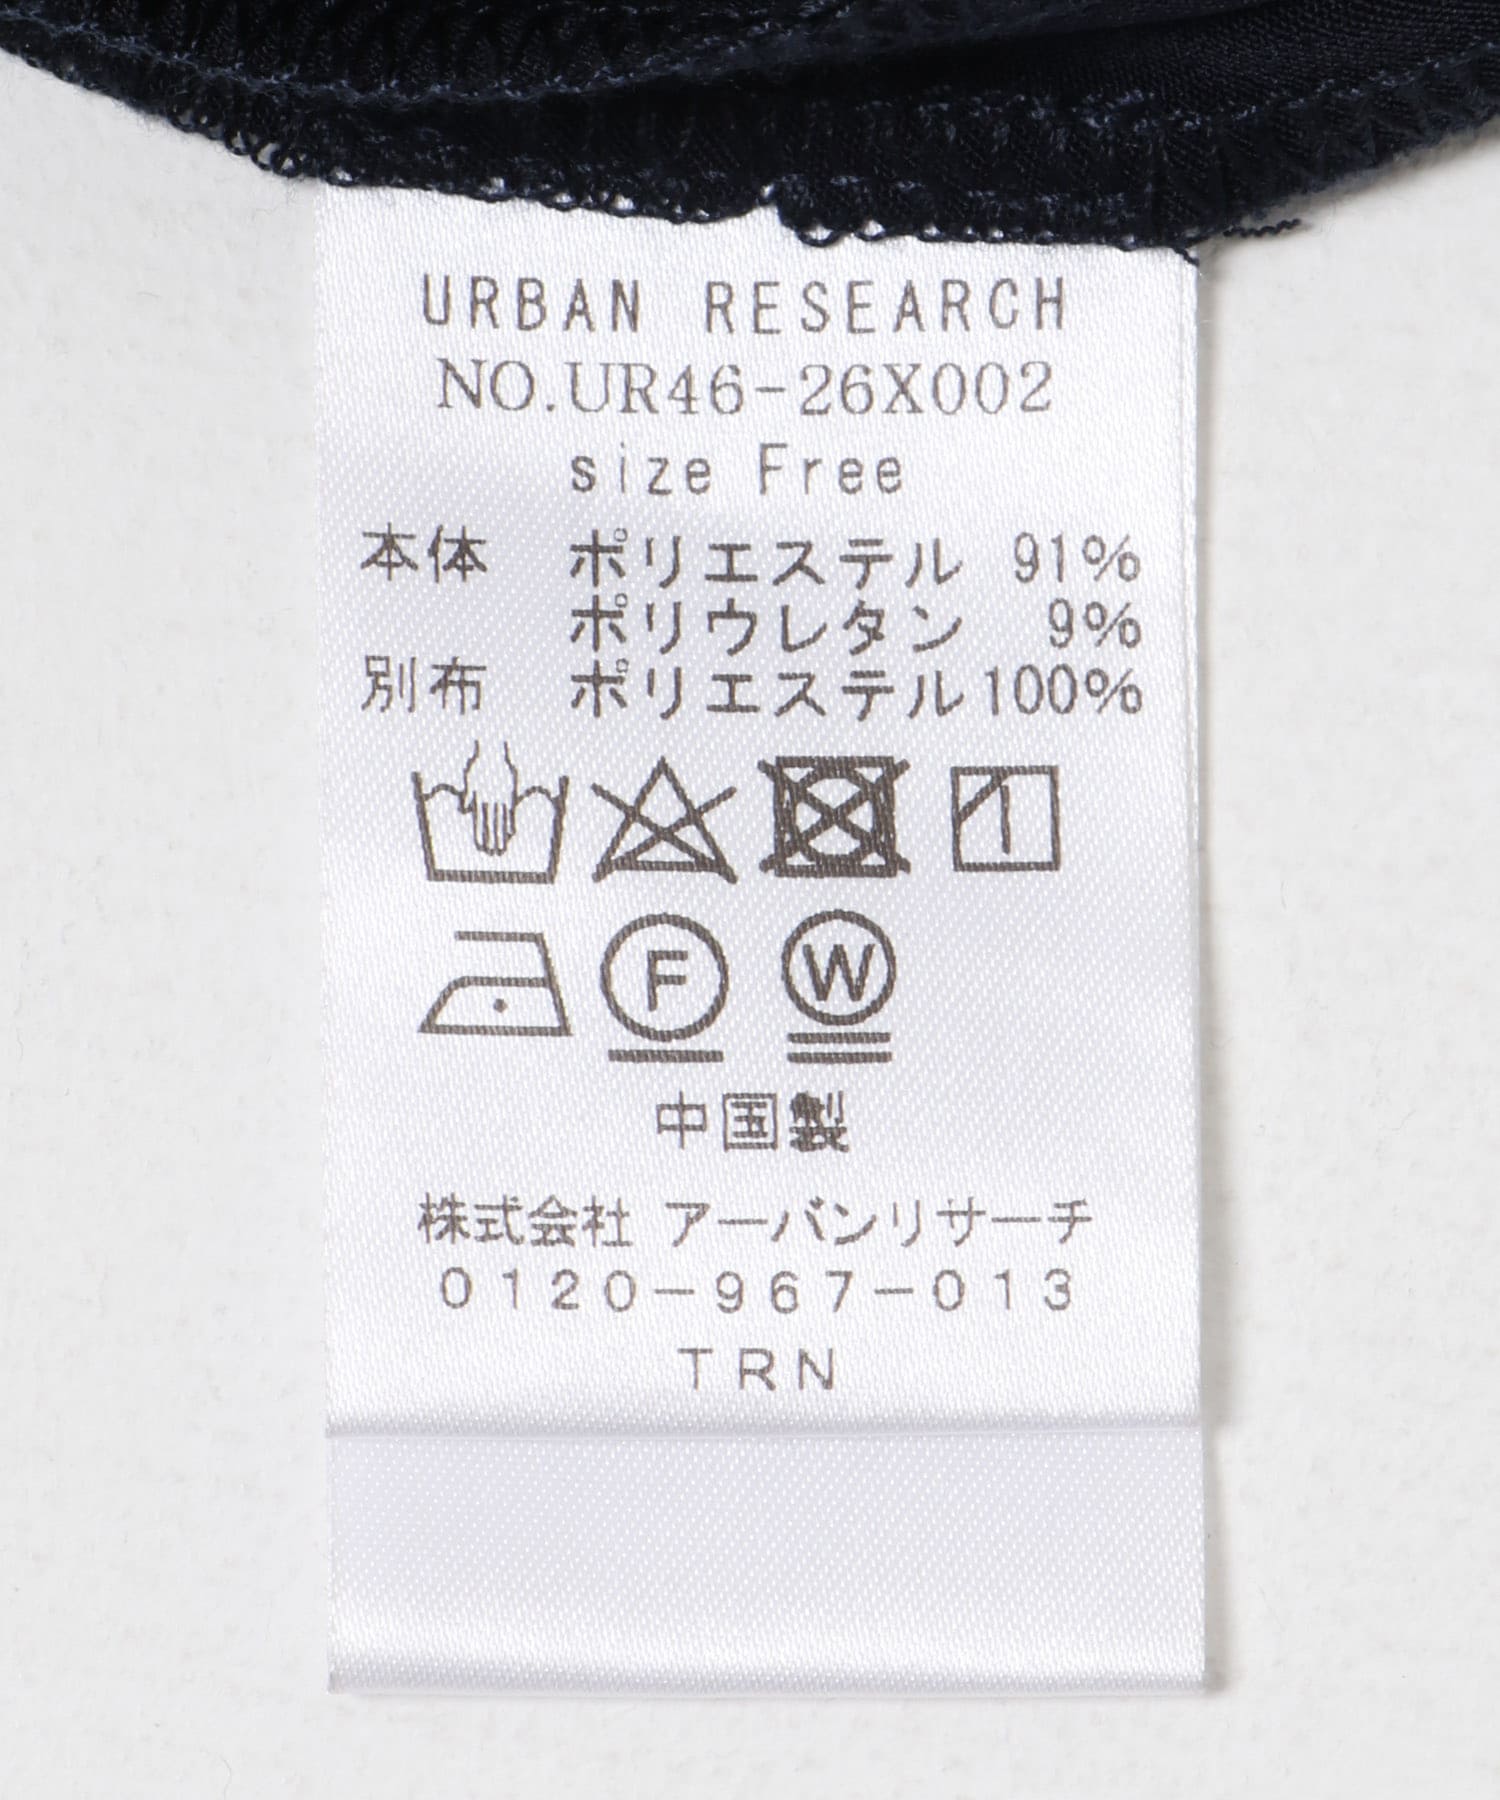 URBAN RESEARCH
NO.UR46-26X002
size Free
本体 ポリエステル 91%
ポリウレタン 9%
別布 ポリエステル100%
F W
中国製
株式会社 アーバンリサーチ
0120-967-013
TRN